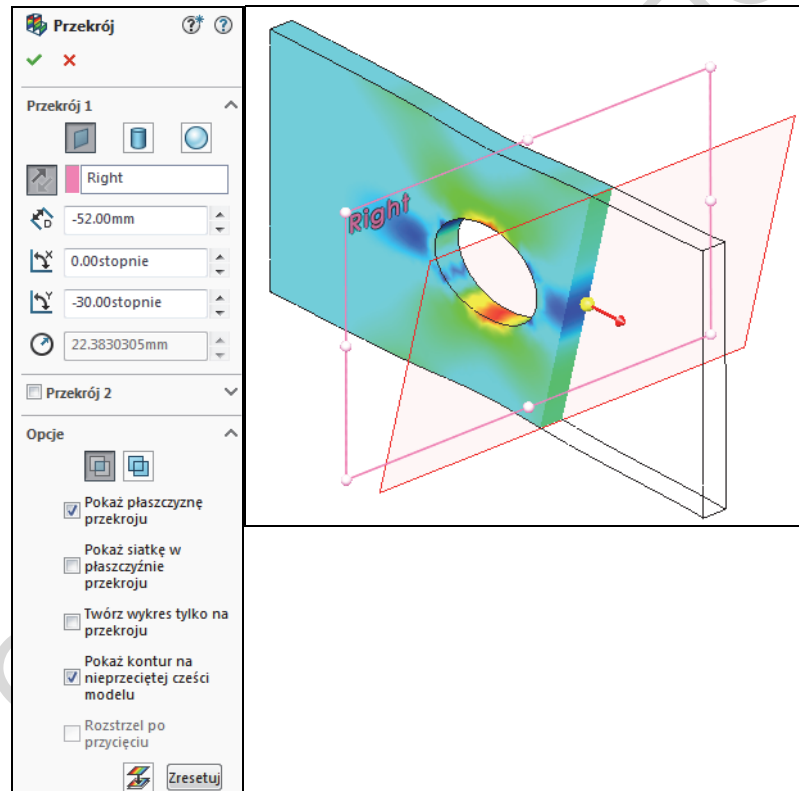 Przekrój
Przekrój 1
Right
-52.00mm
0.00stopnie
-30.00stopnie
22.3830305mm
Przekrój 2
Opcje
Pokaż płaszczyznę
przekroju
Pokaż siatkę w
płaszczyźnie
przekroju
Twórz wykres tylko na
przekroju
Pokaż kontur na
nieprzeciętej cześci
modelu
Rozstrzel po
przycięciu
Zresetuj
Right